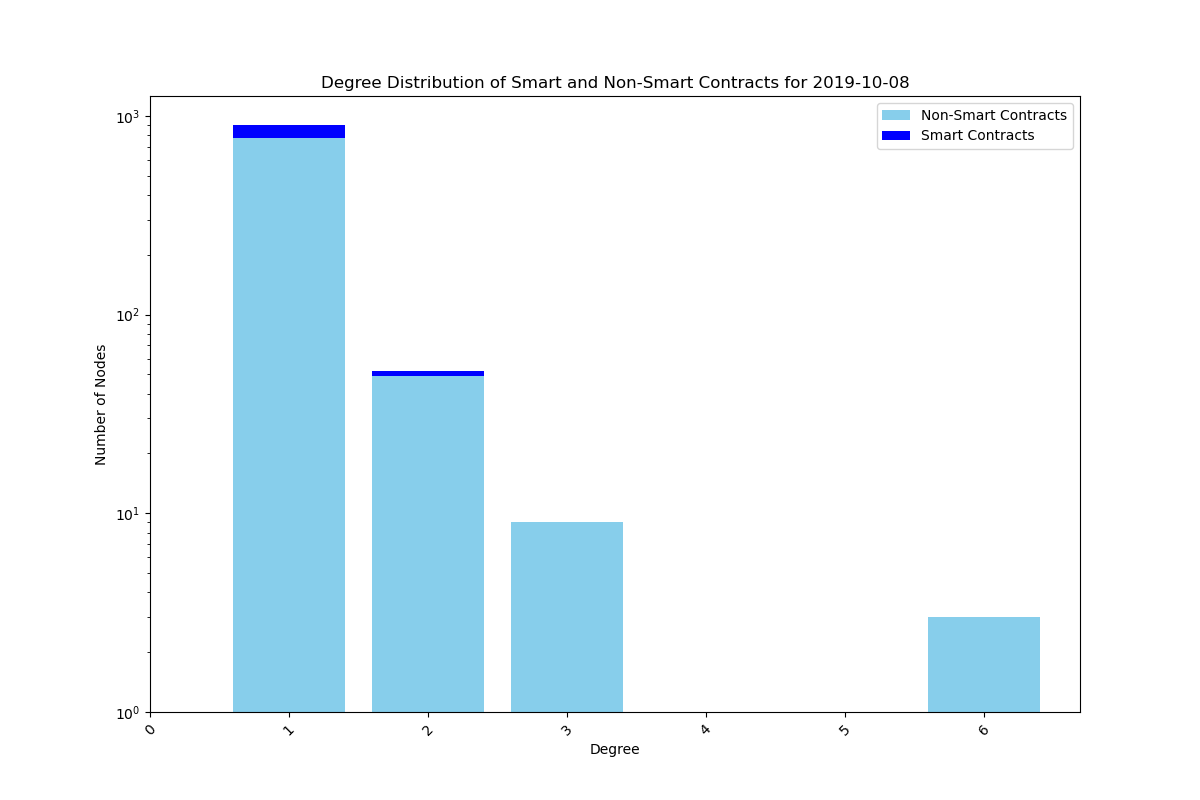 Degree Distribution of Smart and Non-Smart Contracts for 2019-10-08
Non-Smart Contracts
Smart Contracts
10³
10²
10¹
10⁰
Number of Nodes
0 1 2 3 4 5 6
Degree